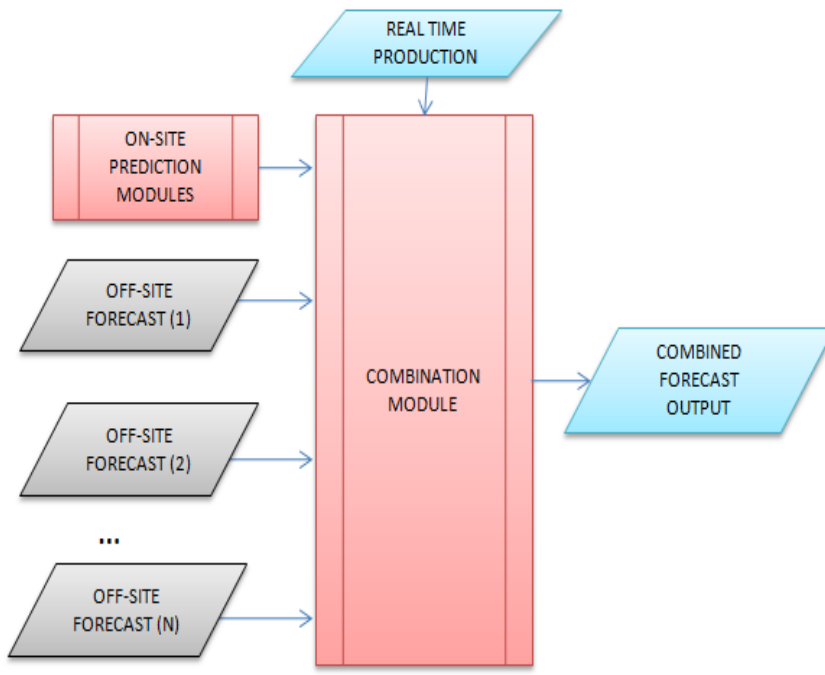 REAL TIME
PRODUCTION
ON-SITE
PREDICTION
MODULES
OFF-SITE
FORECAST (1)
COMBINATION
MODULE
COMBINED
FORECAST
OUTPUT
OFF-SITE
FORECAST (2)
...
OFF-SITE
FORECAST (N)